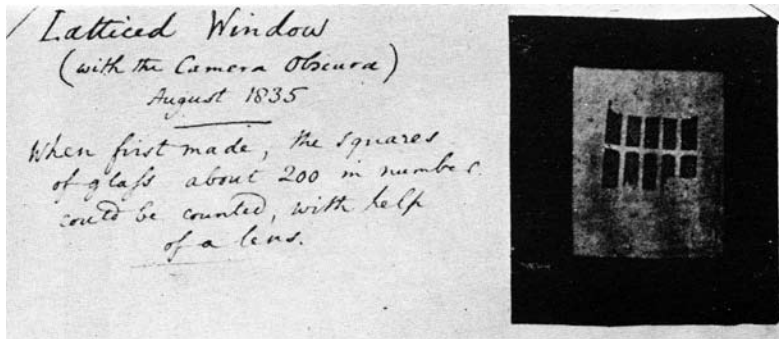 Latticed Window
(with the Camera Obscura)
August 1835
When first made, the squares
of glass about 200 in number
could be counted, with help
of a lens.